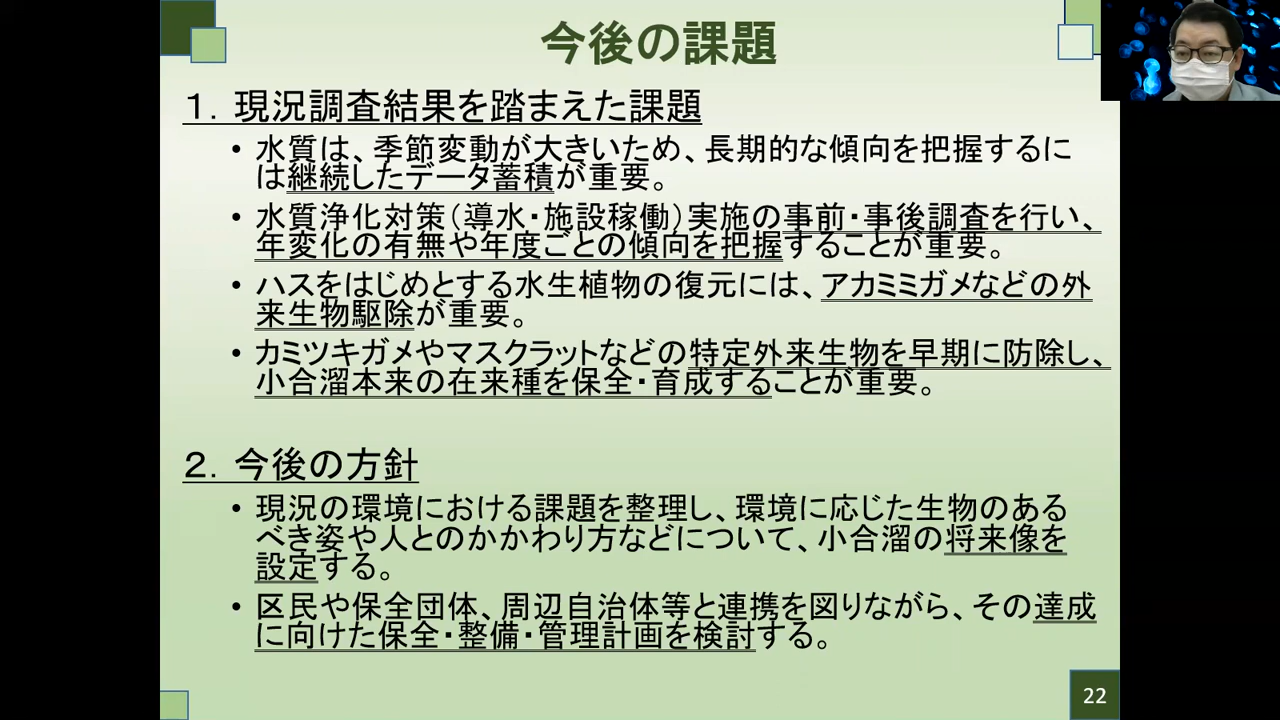 今後の課題
１．現況調査結果を踏まえた課題
• 水質は、季節変動が大きいため、長期的な傾向を把握するに
は継続したデータ蓄積が重要。
• 水質浄化対策（導水・施設稼働）実施の事前・事後調査を行い、
年変化の有無や年度ごとの傾向を把握することが重要。
• ハスをはじめとする水生植物の復元には、アカミミガメなどの外
来生物駆除が重要。
• カミツキガメやマスクラットなどの特定外来生物を早期に防除し、
小合溜本来の在来種を保全・育成することが重要。
２．今後の方針
• 現況の環境における課題を整理し、環境に応じた生物のある
べき姿や人とのかかわり方などについて、小合溜の将来像を
設定する。
• 区民や保全団体、周辺自治体等と連携を図りながら、その達成
に向けた保全・整備・管理計画を検討する。
22